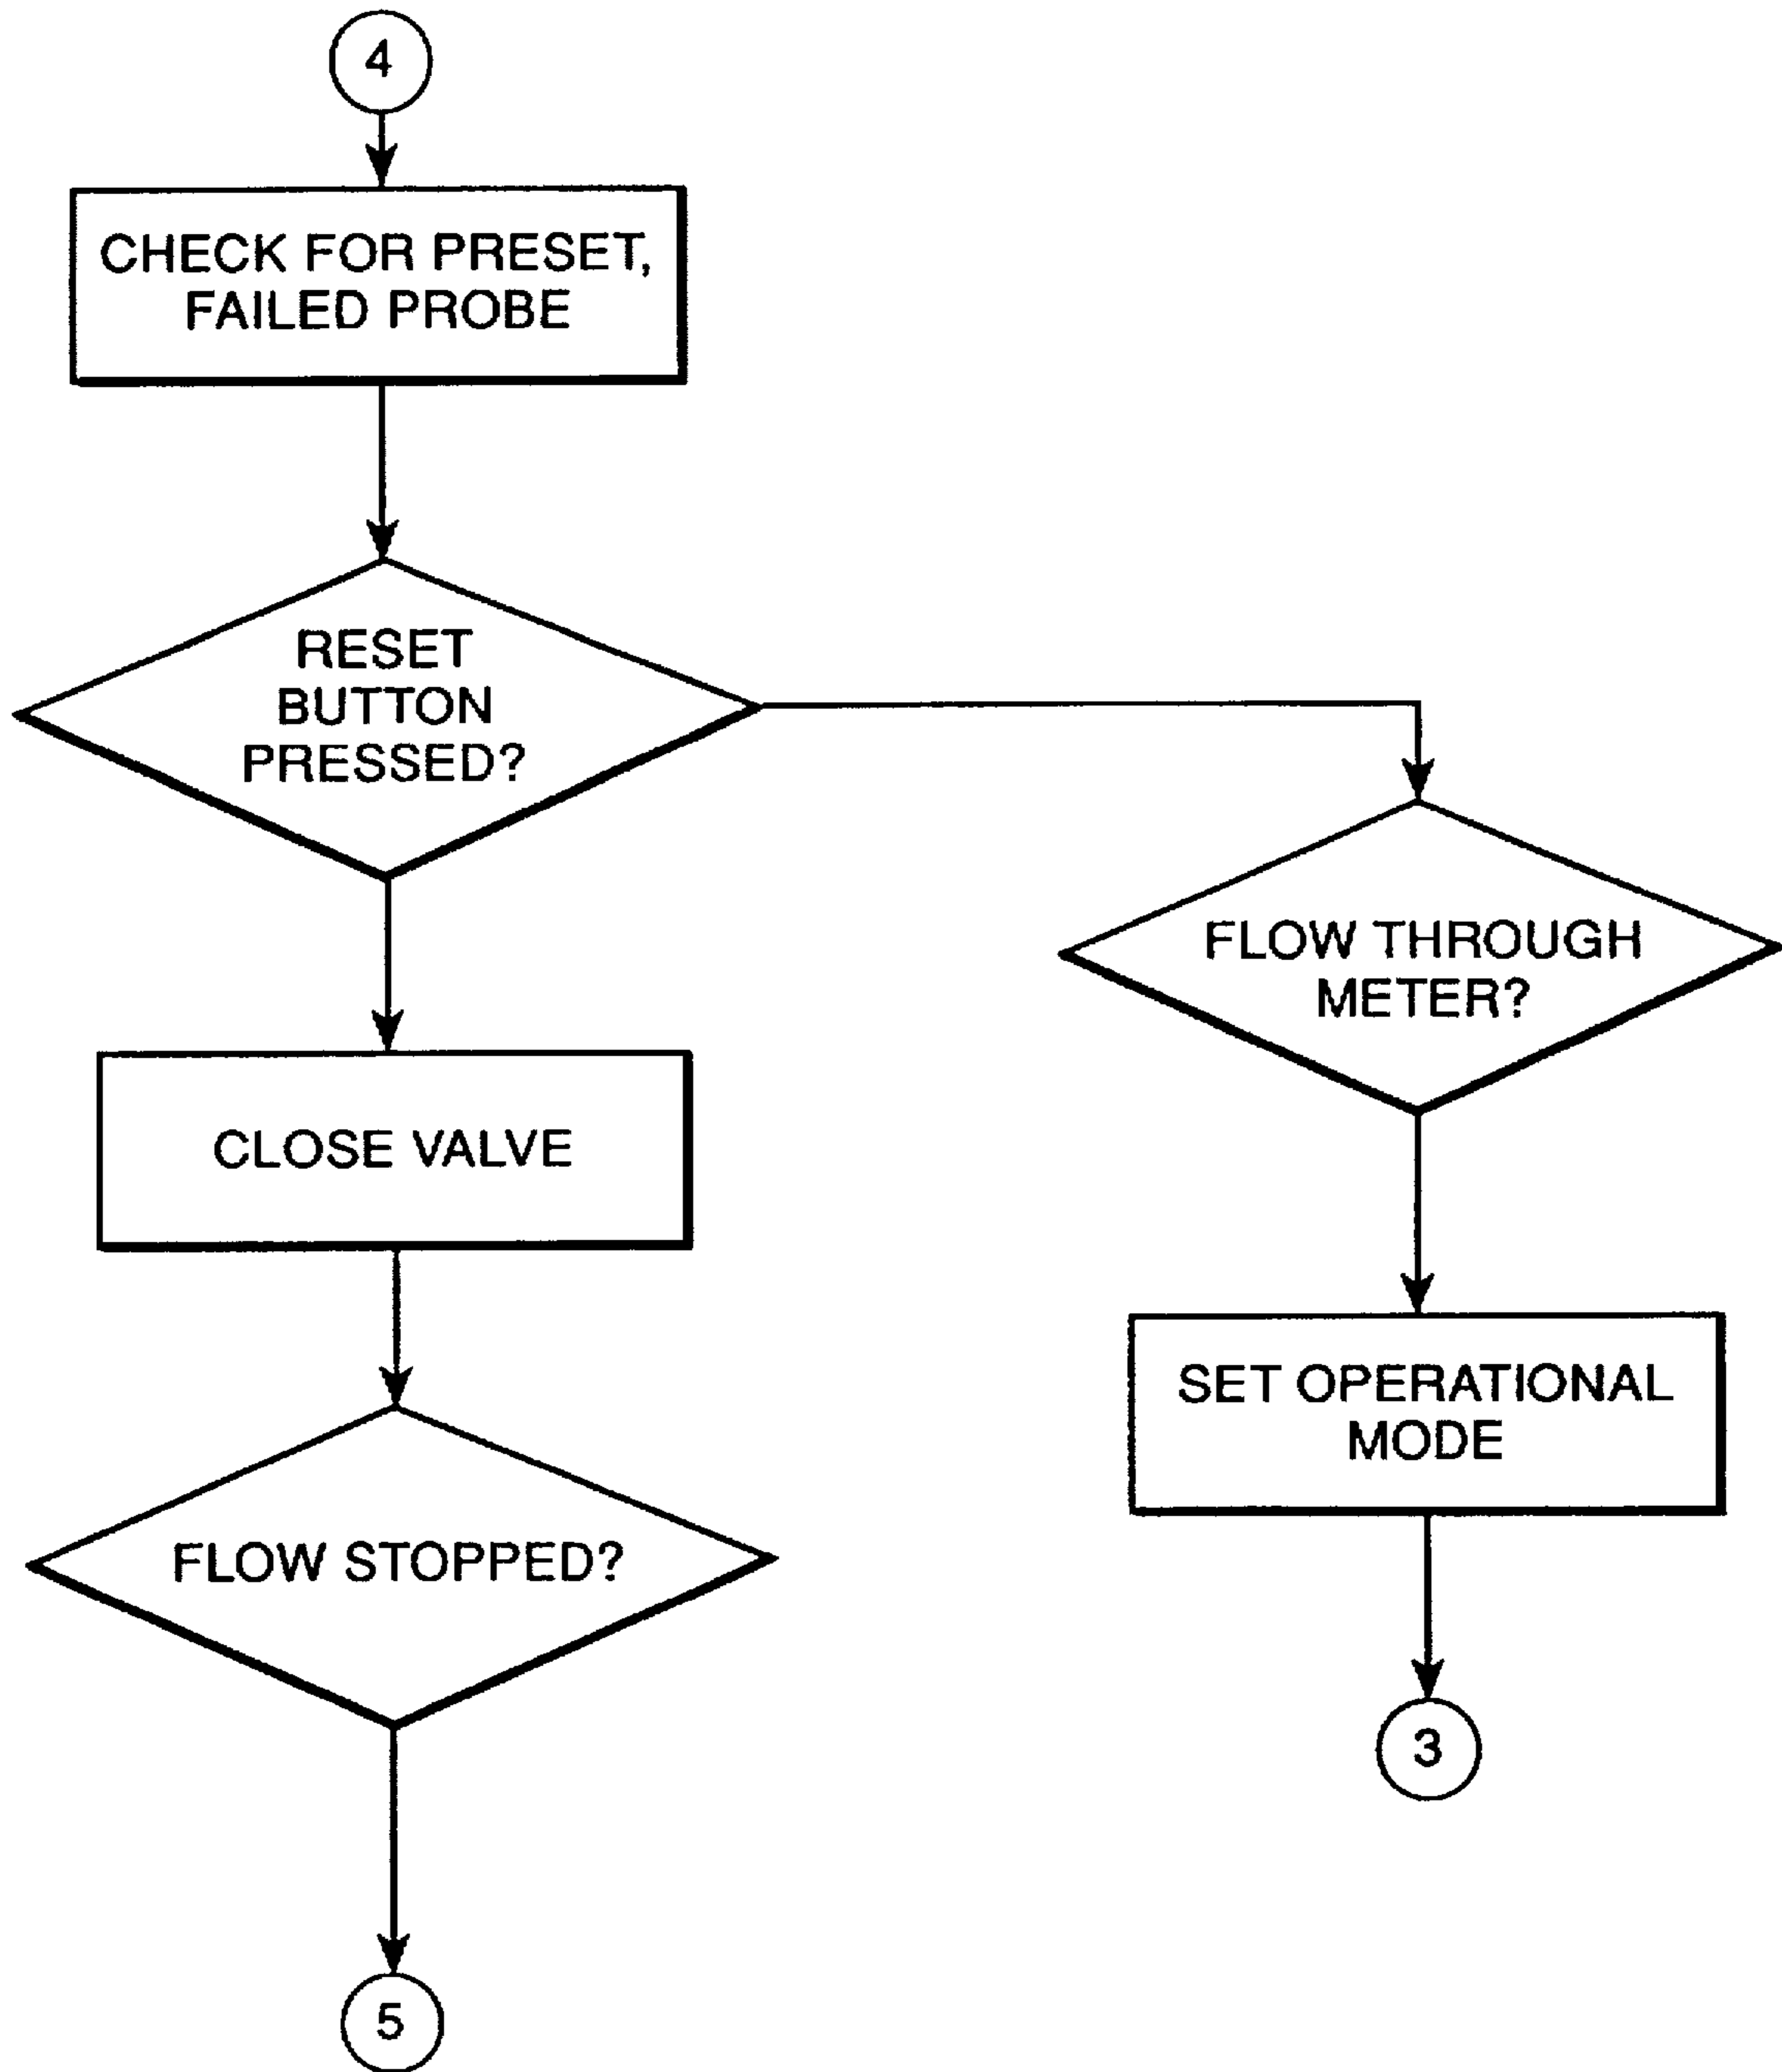 4
CHECK FOR PRESET,
FAILED PROBE
RESET
BUTTON
PRESSED?
FLOW THROUGH
METER?
CLOSE VALVE
SET OPERATIONAL
MODE
FLOW STOPPED?
3
5